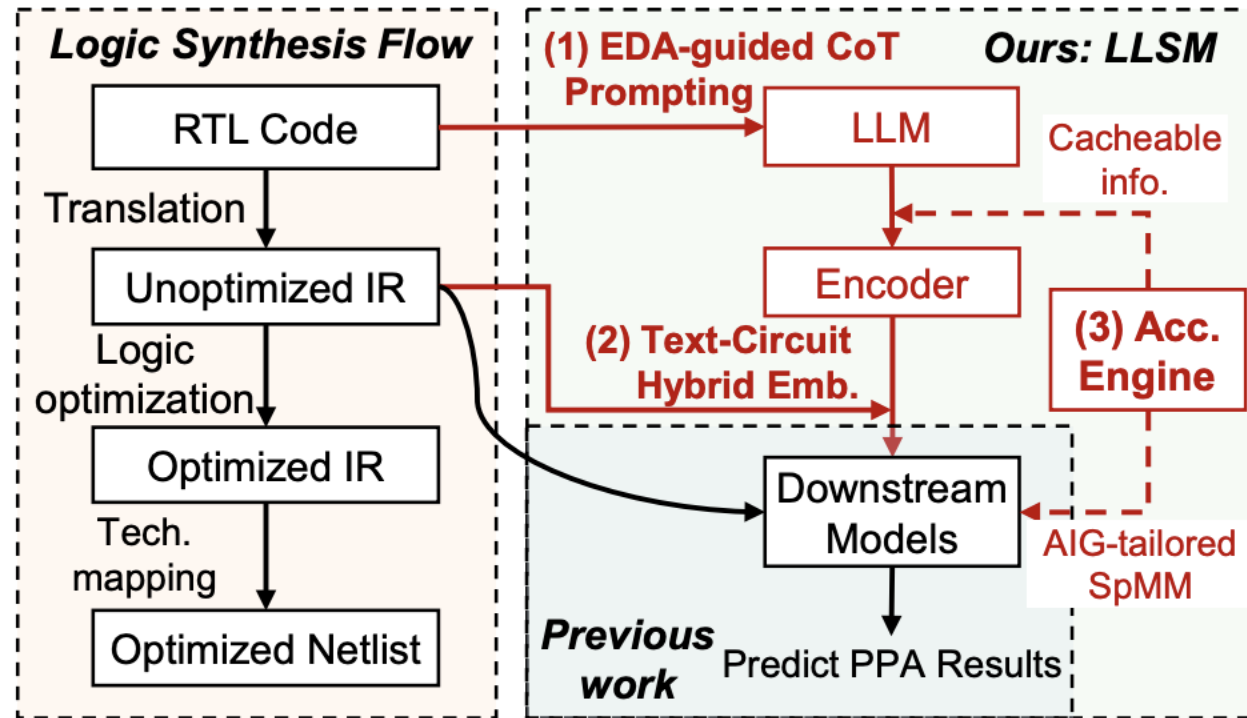 Logic Synthesis Flow
RTL Code
Translation
Unoptimized IR
Logic
optimization
Optimized IR
Tech.
mapping
Optimized Netlist
(1) EDA-guided CoT
Prompting
Ours: LLSM
LLM
Cacheable
info.
Encoder
(2) Text-Circuit
Hybrid Emb.
(3) Acc.
Engine
Downstream
Models
AIG-tailored
SpMM
Previous
work
Predict PPA Results